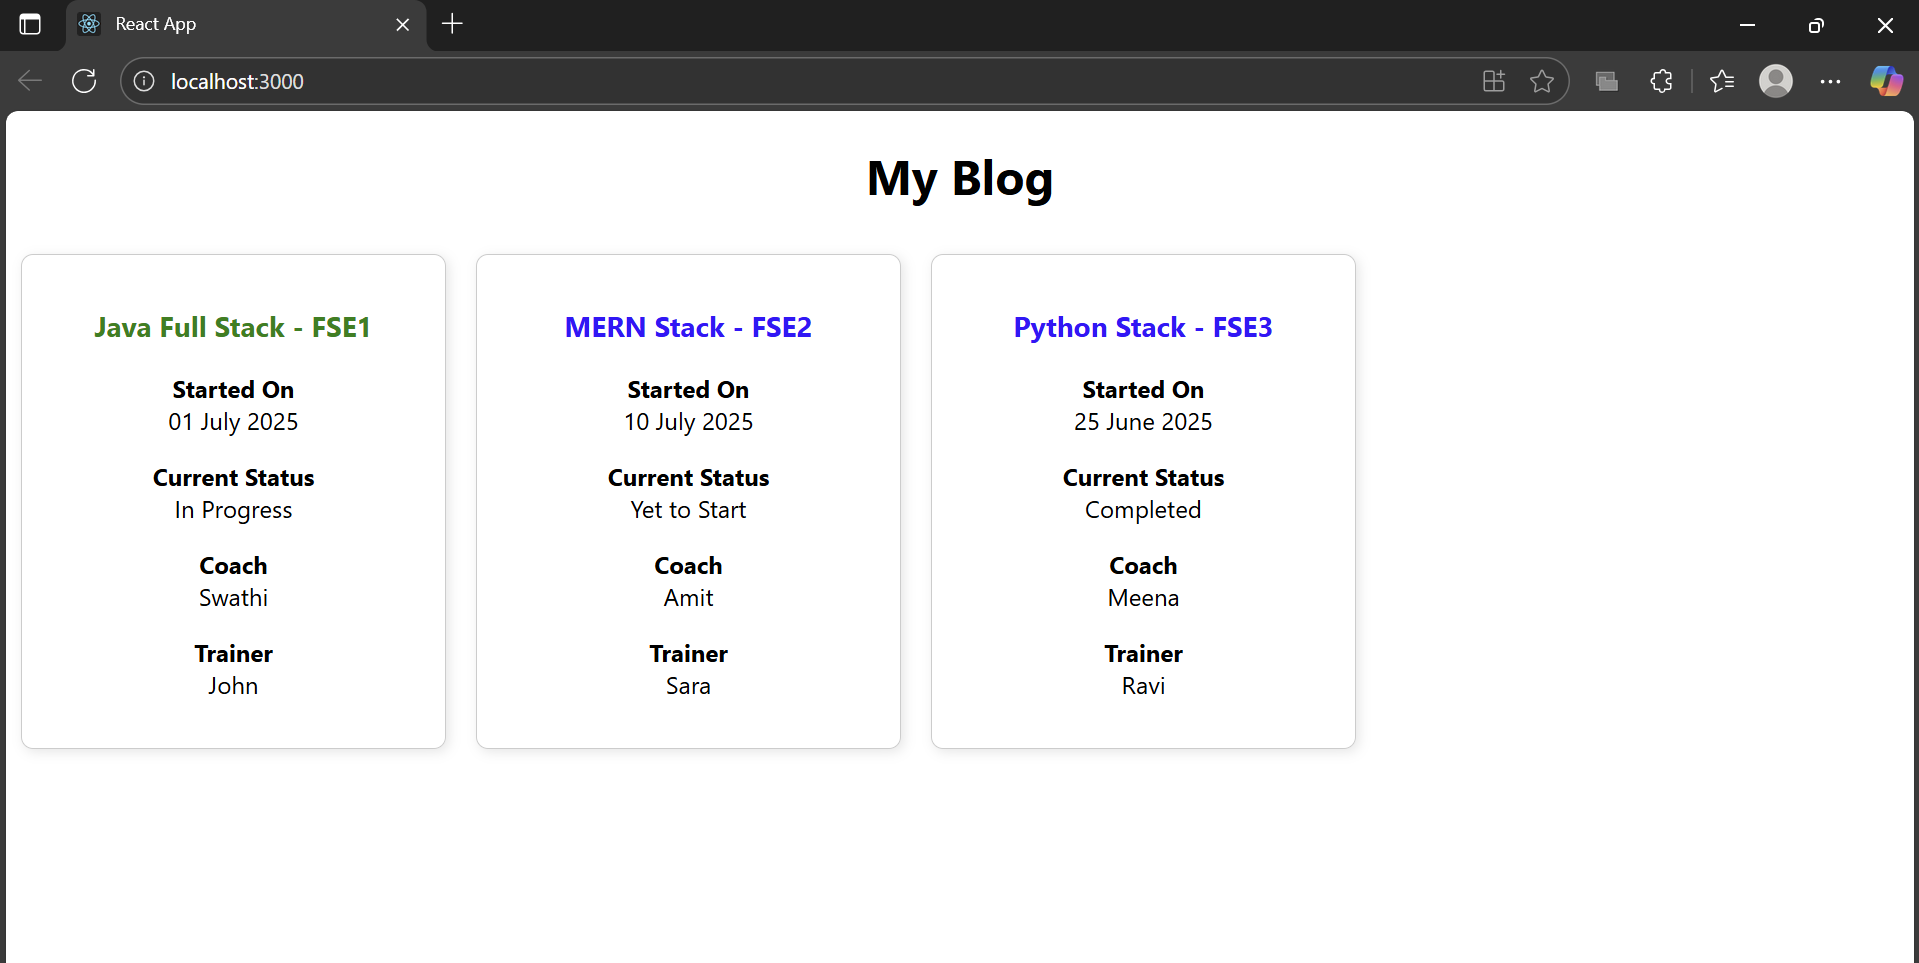 React App
localhost:3000
My Blog
Java Full Stack - FSE1
Started On
01 July 2025
Current Status
In Progress
Coach
Swathi
Trainer
John
MERN Stack - FSE2
Started On
10 July 2025
Current Status
Yet to Start
Coach
Amit
Trainer
Sara
Python Stack - FSE3
Started On
25 June 2025
Current Status
Completed
Coach
Meena
Trainer
Ravi